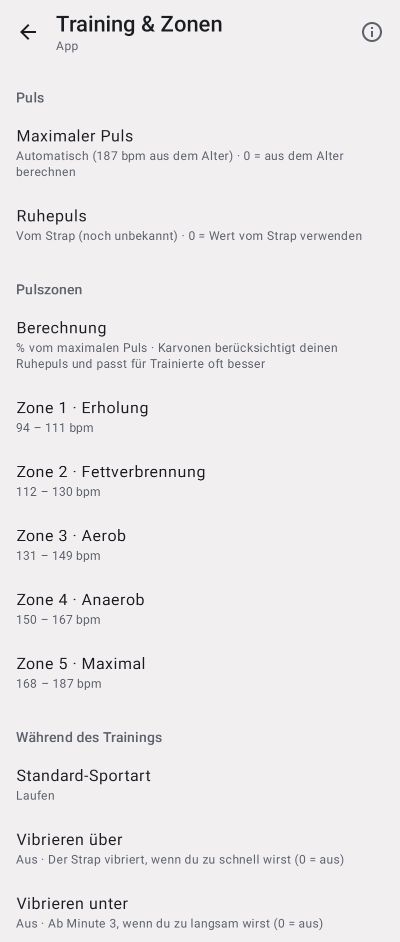 Training & Zonen
App
Puls
Maximaler Puls
Automatisch (187 bpm aus dem Alter) · 0 = aus dem Alter
berechnen
Ruhepuls
Vom Strap (noch unbekannt) · 0 = Wert vom Strap verwenden
Pulszonen
Berechnung
% vom maximalen Puls · Karvonen berücksichtigt deinen
Ruhepuls und passt für Trainierte oft besser
Zone 1 · Erholung
94 – 111 bpm
Zone 2 · Fettverbrennung
112 – 130 bpm
Zone 3 · Aerob
131 – 149 bpm
Zone 4 · Anaerob
150 – 167 bpm
Zone 5 · Maximal
168 – 187 bpm
Während des Trainings
Standard-Sportart
Laufen
Vibrieren über
Aus · Der Strap vibriert, wenn du zu schnell wirst (0 = aus)
Vibrieren unter
Aus · Ab Minute 3, wenn du zu langsam wirst (0 = aus)